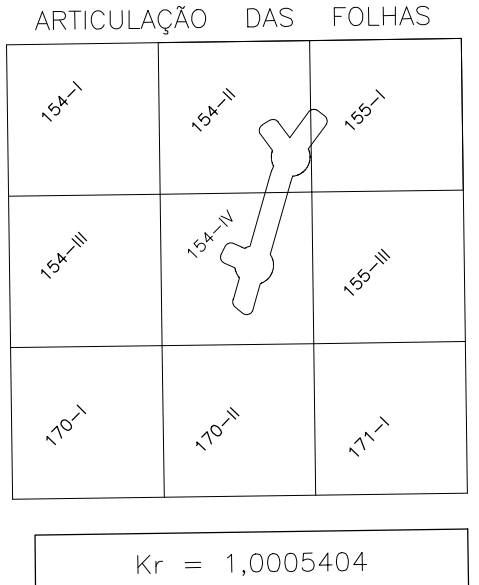 ARTICULAÇÃO DAS FOLHAS
154-I
154-II
155-I
154-III
154-IV
155-III
170-I
170-II
171-I
Kr = 1,0005404